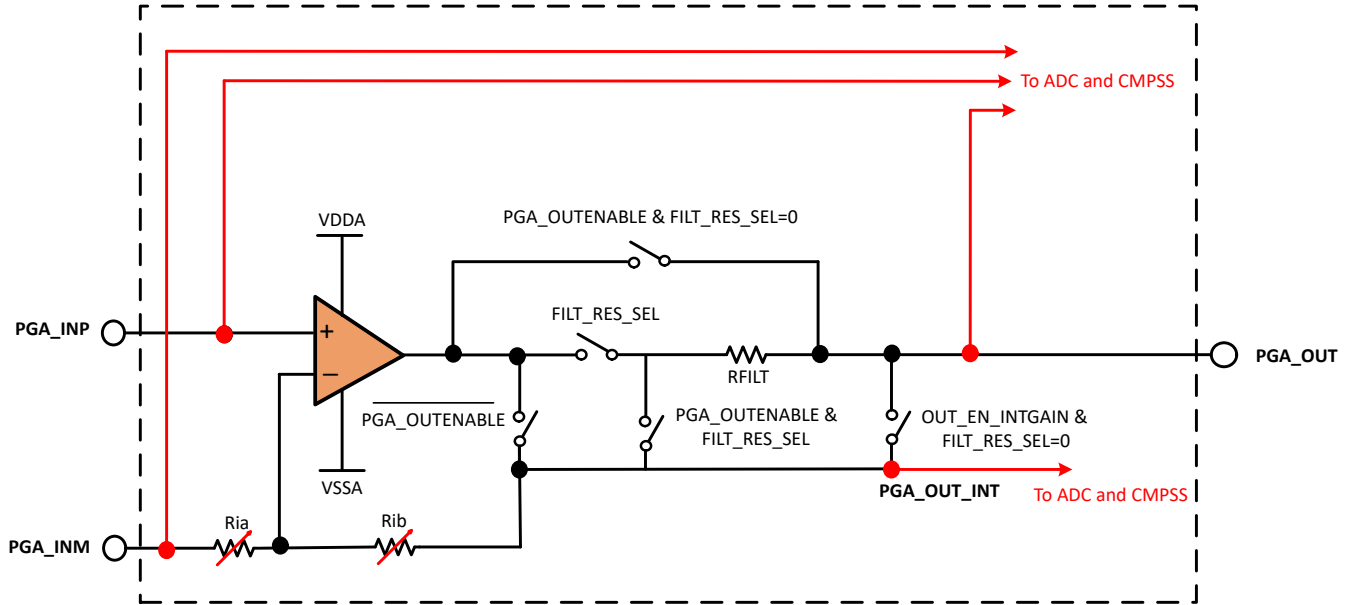 To ADC and CMPSS
VDDA
PGA_OUTENABLE & FILT_RES_SEL=0
PGA_INP
+
FILT_RES_SEL
−
RFILT
PGA_OUT
PGA_OUTENABLE
PGA_OUTENABLE &
FILT_RES_SEL
OUT_EN_INTGAIN &
FILT_RES_SEL=0
VSSA
PGA_OUT_INT
To ADC and CMPSS
Ria
Rib
PGA_INM